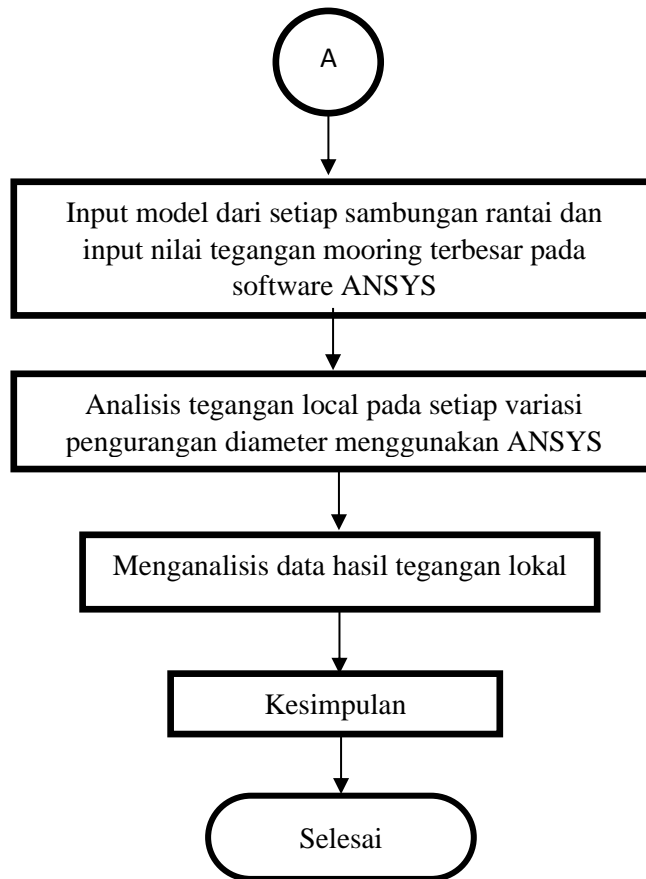 A
Input model dari setiap sambungan rantai dan
input nilai tegangan mooring terbesar pada
software ANSYS
Analisis tegangan local pada setiap variasi
pengurangan diameter menggunakan ANSYS
Menganalisis data hasil tegangan lokal
Kesimpulan
Selesai